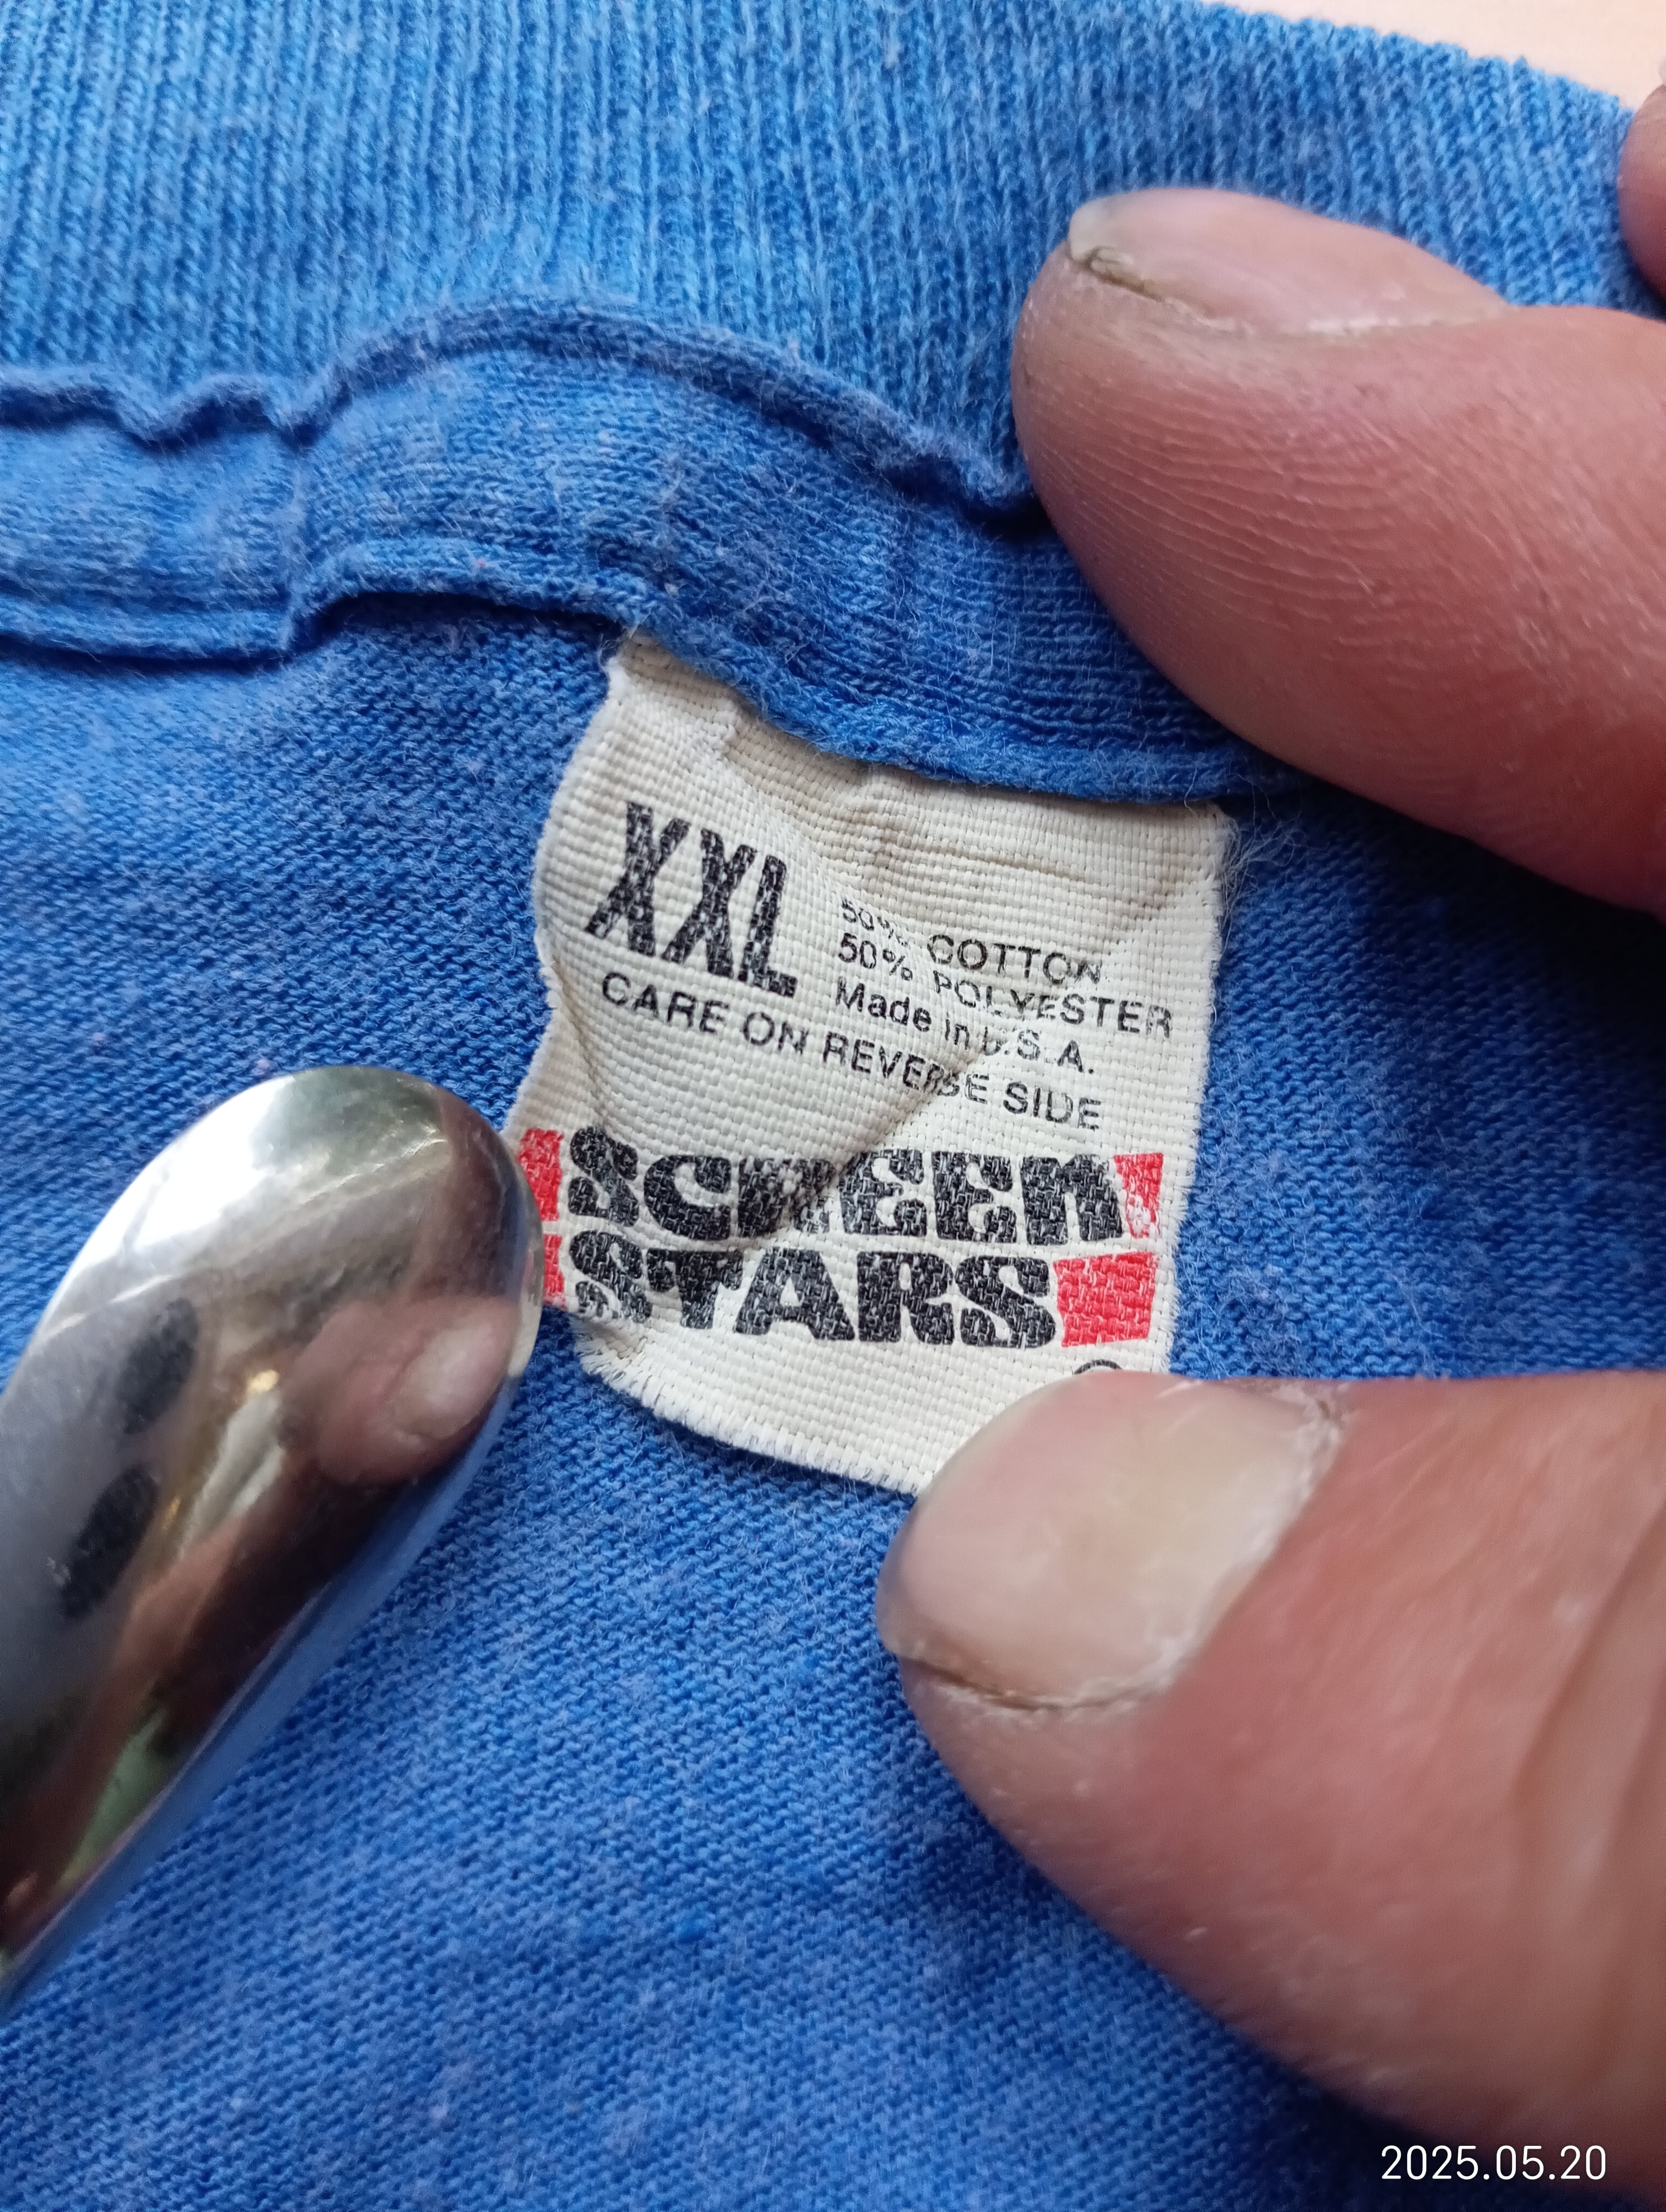 XXL
50% COTTON
50% POLYESTER
Made in U.S.A.
CARE ON REVERSE SIDE
SCREEN
STARS
2025.05.20